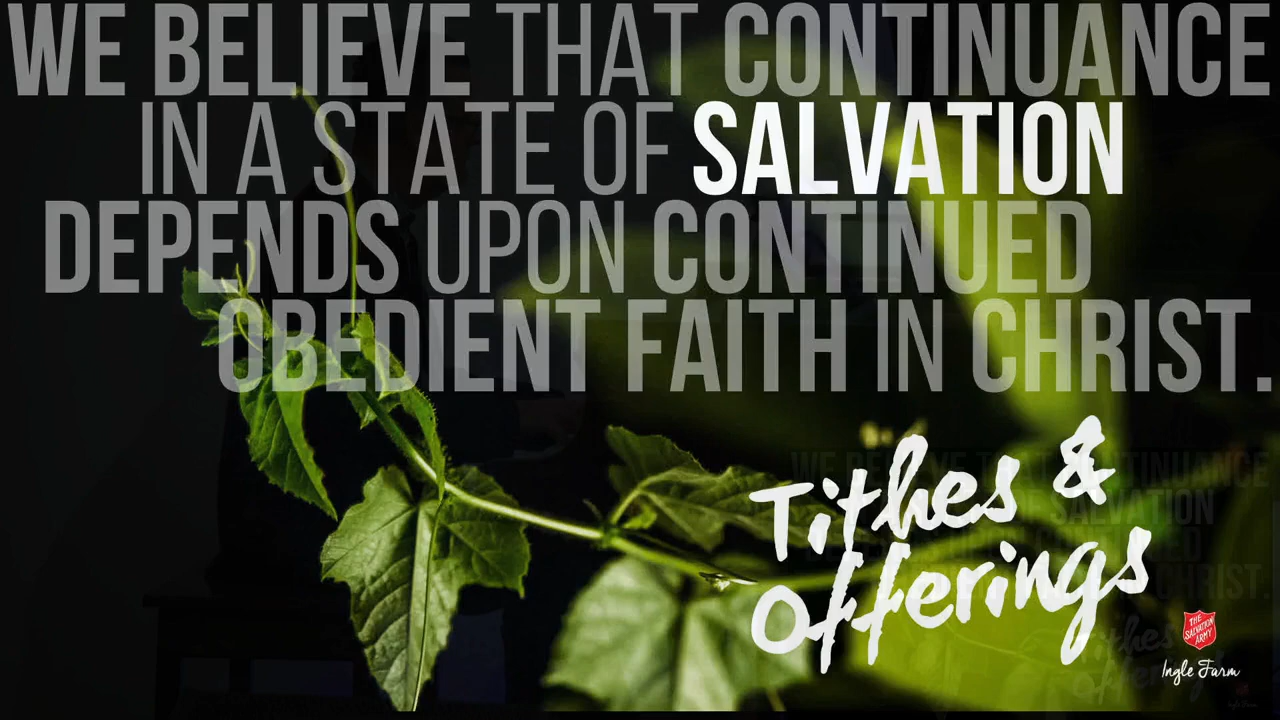 WE BELIEVE THAT CONTINUANCE
IN A STATE OF SALVATION
DEPENDS UPON CONTINUED
OBEDIENT FAITH IN CHRIST.
Tithes &
Offerings
THE
SALVATION
ARMY
Ingle Farm